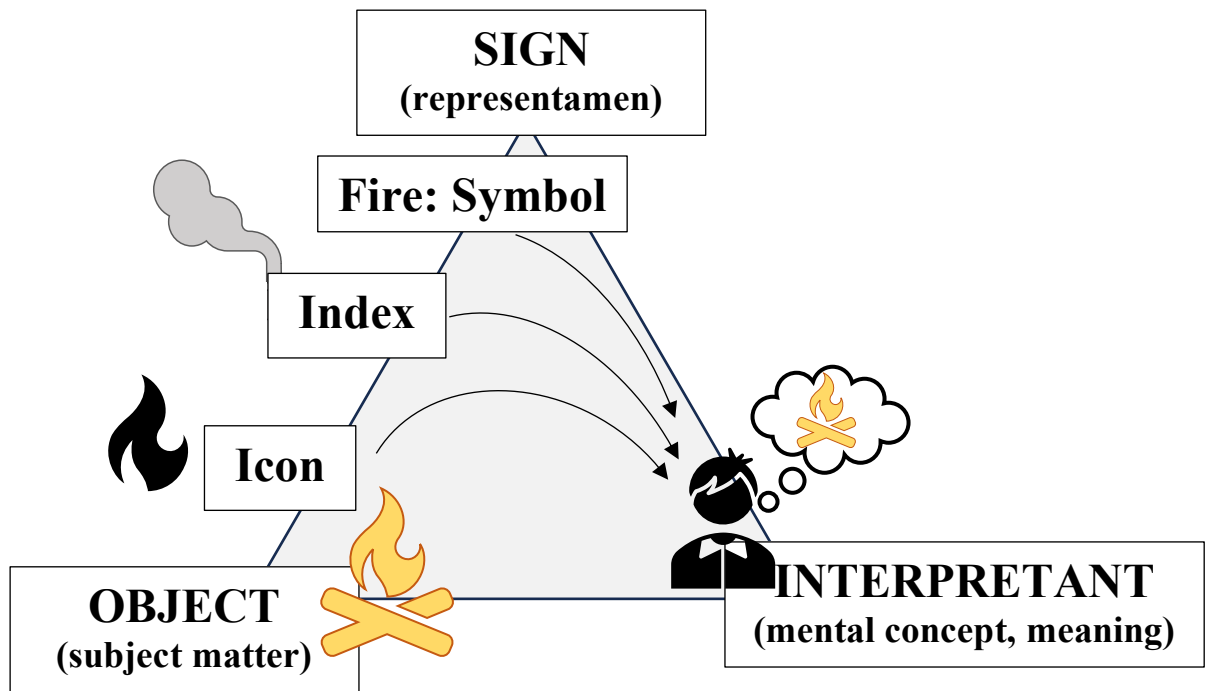 SIGN
(representamen)
Fire: Symbol
Index
Icon
OBJECT
(subject matter)
INTERPRETANT
(mental concept, meaning)